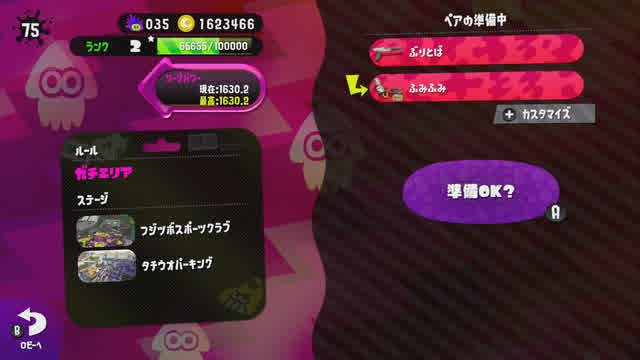 75
035
1623466
ランク 2 65655/100000
リーグパワー
現在:1630.2
最高:1630.2
ルール
ガチエリア
ステージ
フジツボスポーツクラブ
タチウオパーキング
B
ロビーへ
ペアの準備中
ぷりとぱ
ふみふみ
+ カスタマイズ
準備OK?
A